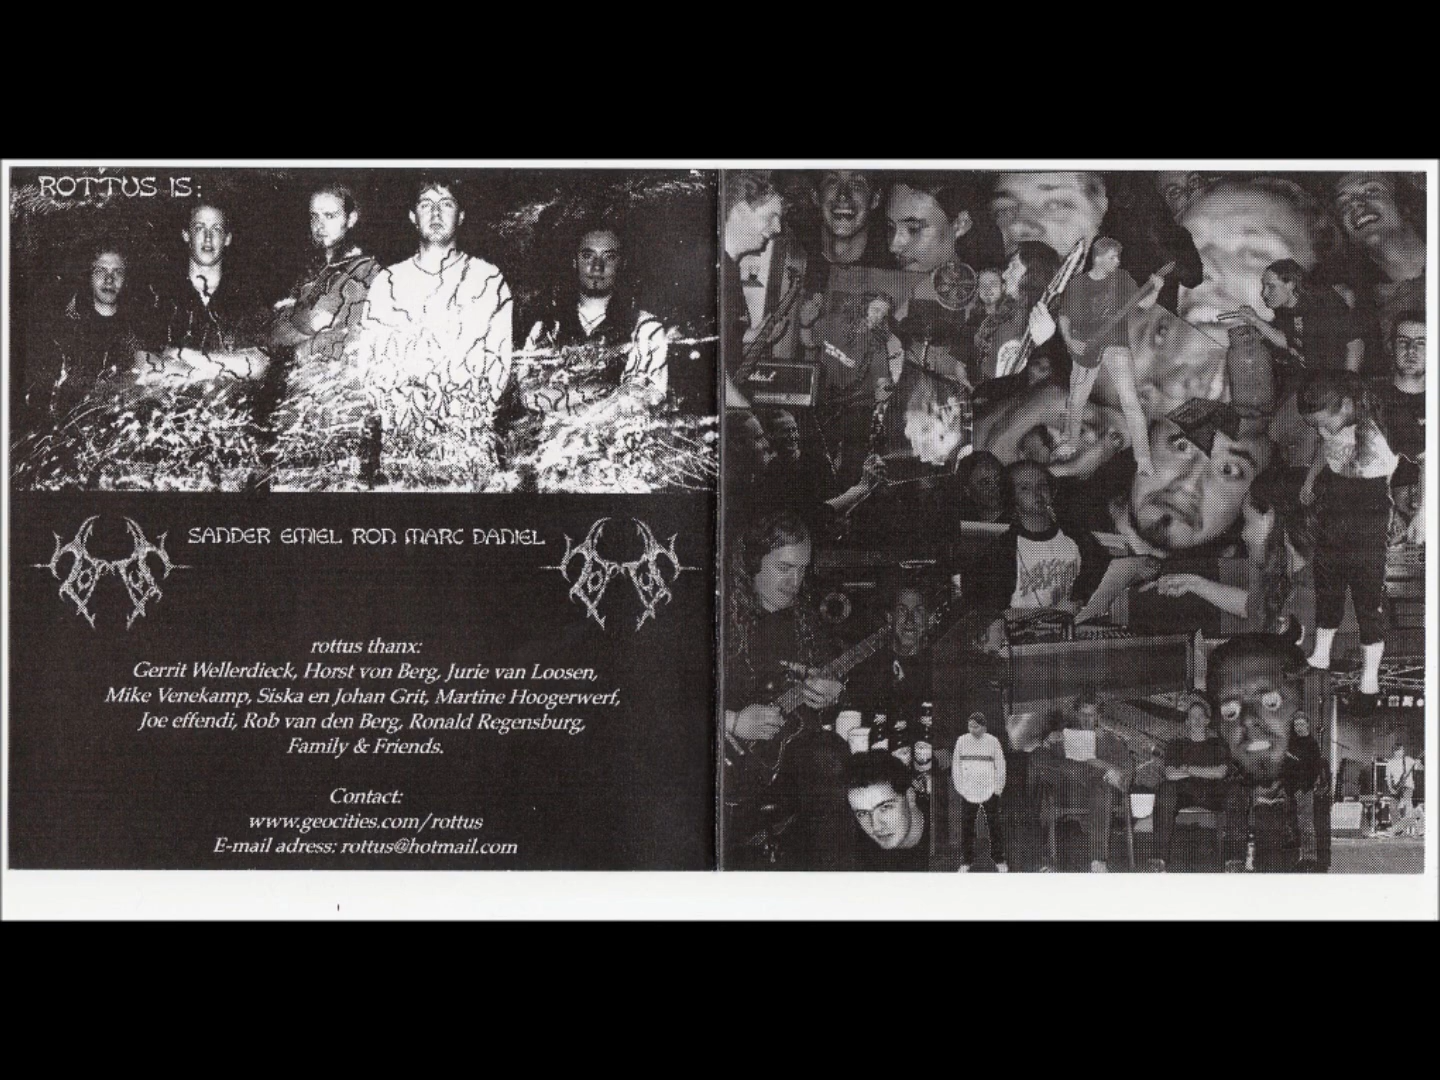 ROTTUS IS:
SANDER EMIEL RON MARC DANIEL
rottus thanx:
Gerrit Wellerdieck, Horst von Berg, Jurie van Loosen,
Mike Venekamp, Siska en Johan Grit, Martine Hoogerwerf,
Joe effendi, Rob van den Berg, Ronald Regensburg,
Family & Friends.
Contact:
www.geocities.com/rottus
E-mail adress: rottus@hotmail.com
Marshall